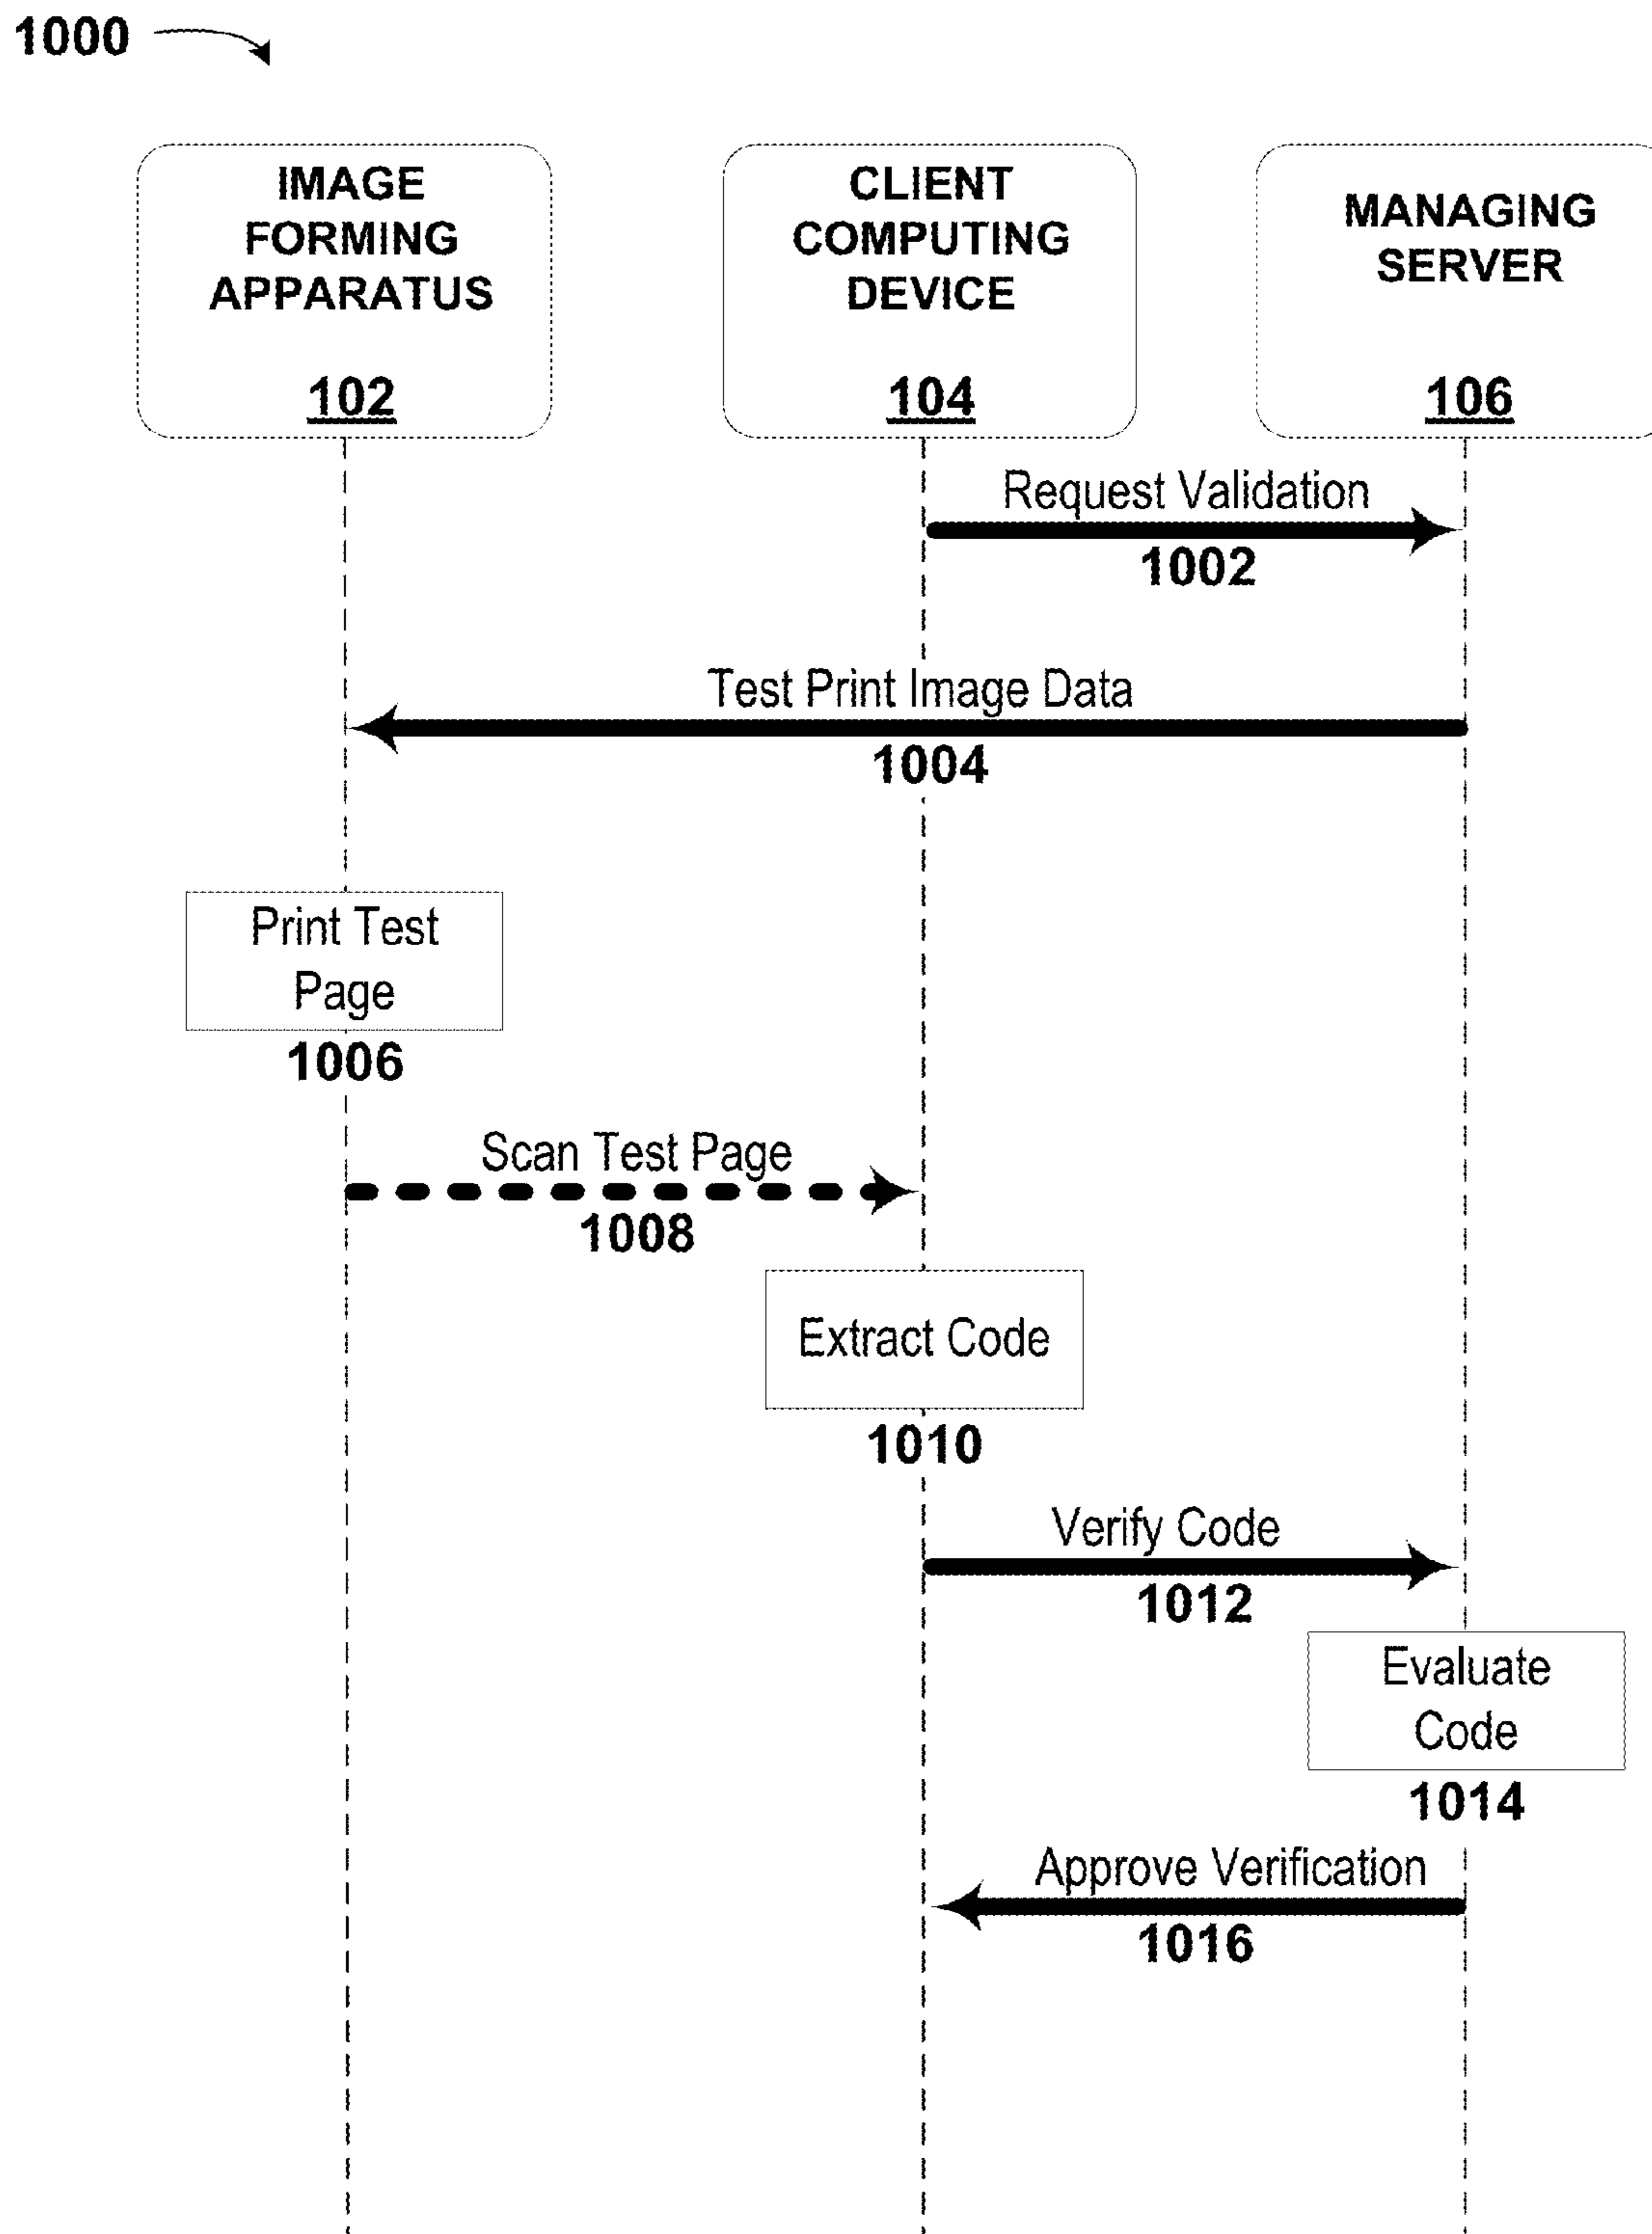 1000
IMAGE
FORMING
APPARATUS
102
CLIENT
COMPUTING
DEVICE
104
MANAGING
SERVER
106
Request Validation
1002
Test Print Image Data
1004
Print Test
Page
1006
Scan Test Page
1008
Extract Code
1010
Verify Code
1012
Evaluate
Code
1014
Approve Verification
1016